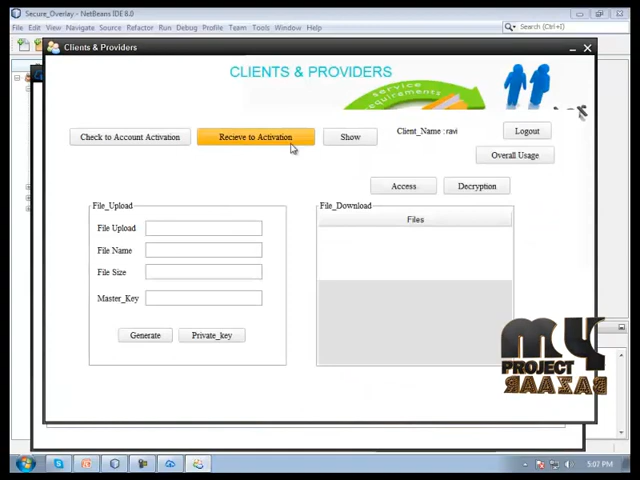 Secure_Overlay - NetBeans IDE 8.0
File Edit View Navigate Source Refactor Run Debug Profile Team Tools Window Help
Search (Ctrl+I)
Clients & Providers
CLIENTS & PROVIDERS
service
requirements
Check to Account Activation
Recieve to Activation
Show
Client_Name : ravi
Logout
Overall Usage
Access
Decryption
File_Upload
File Upload
File Name
File Size
Master_Key
Generate
Private_key
File_Download
Files
MY
PROJECT
BAZAAR
5:07 PM